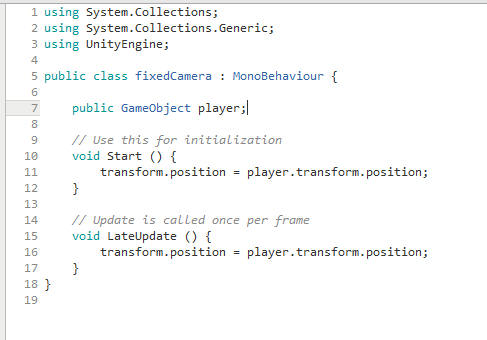 1 using System.Collections;
2 using System.Collections.Generic;
3 using UnityEngine;
4
5 public class fixedCamera : MonoBehaviour {
6
7     public GameObject player;
8
9     // Use this for initialization
10     void Start () {
11         transform.position = player.transform.position;
12     }
13
14     // Update is called once per frame
15     void LateUpdate () {
16         transform.position = player.transform.position;
17     }
18 }
19